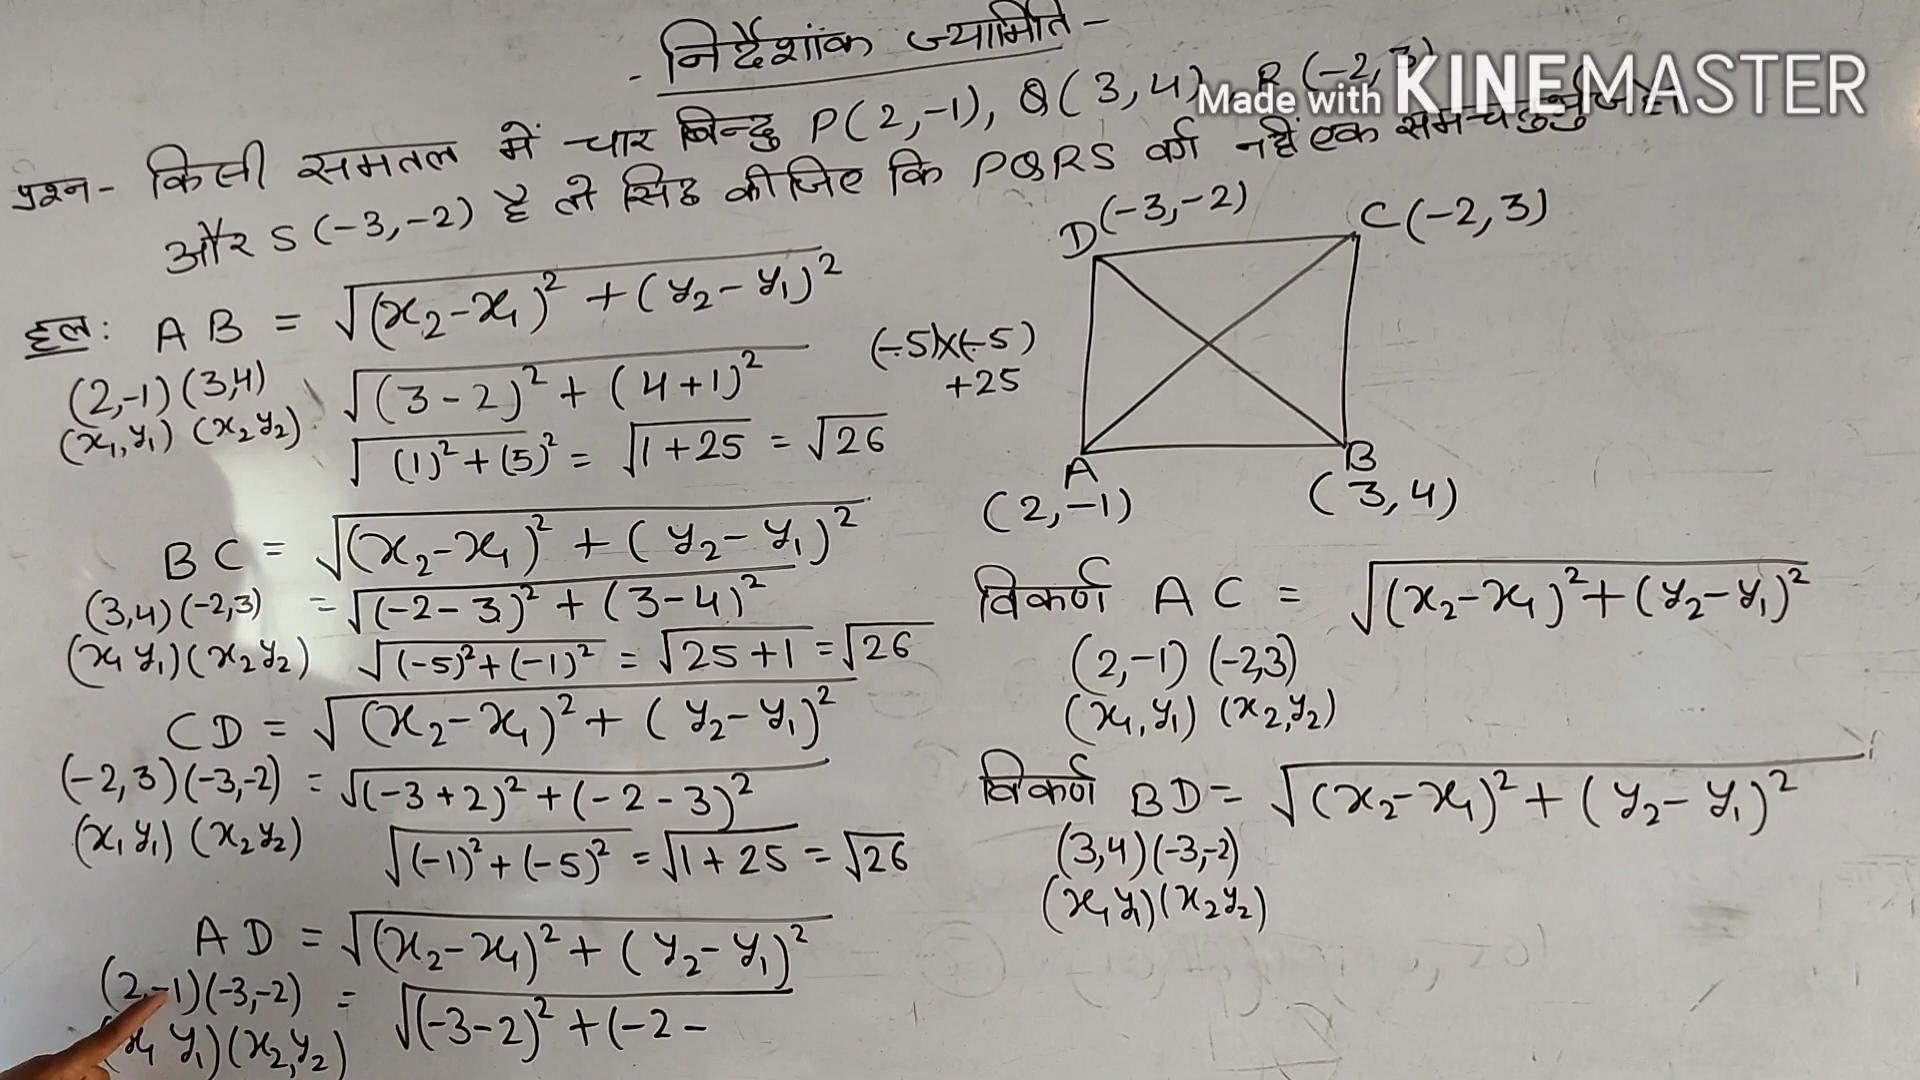 - निर्देशांक ज्यामिति -
Made with KINEMASTER
प्रश्न- किसी समतल में चार बिन्दु P(2,-1), Q(3,4), R(-2,3)
और S(-3,-2) है तो सिद्ध कीजिए कि PQRS वर्ग नहीं एक समचतुर्भुज है
हल: AB = √(x₂-x₁)² + (y₂-y₁)²
(2,-1) (3,4) √(3-2)² + (4+1)²
(x₁,y₁) (x₂y₂) √(1)²+(5)² = √1+25 = √26
BC = √(x₂-x₁)² + (y₂-y₁)²
(3,4)(-2,3) = √(-2-3)² + (3-4)²
(x₁y₁)(x₂y₂) √(-5)²+(-1)² = √25+1 = √26
CD = √(x₂-x₁)² + (y₂-y₁)²
(-2,3)(-3,-2) = √(-3+2)² + (-2-3)²
(x₁y₁) (x₂y₂) √(-1)²+(-5)² = √1+25 = √26
AD = √(x₂-x₁)² + (y₂-y₁)²
(2,-1)(-3,-2) = √(-3-2)² + (-2-
(x₁y₁)(x₂,y₂)
(-5)×(-5)
+25
D(-3,-2)
C(-2,3)
A
(2,-1)
B
(3,4)
विकर्ण AC = √(x₂-x₁)² + (y₂-y₁)²
(2,-1) (-2,3)
(x₁,y₁) (x₂,y₂)
विकर्ण BD = √(x₂-x₁)² + (y₂-y₁)²
(3,4)(-3,-2)
(x₁y₁)(x₂y₂)